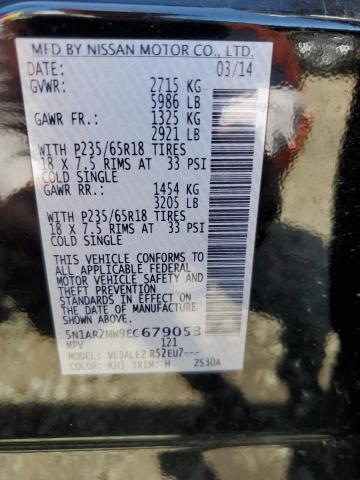 MFD BY NISSAN MOTOR CO., LTD.
DATE: 03/14
GVWR: 2715 KG
5986 LB
GAWR FR.: 1325 KG
2921 LB
WITH P235/65R18 TIRES
18 X 7.5 RIMS AT 33 PSI
COLD SINGLE
GAWR RR.: 1454 KG
3205 LB
WITH P235/65R18 TIRES
18 X 7.5 RIMS AT 33 PSI
COLD SINGLE
THIS VEHICLE CONFORMS
TO ALL APPLICABLE FEDERAL
MOTOR VEHICLE SAFETY
STANDARDS IN EFFECT ON
THE DATE OF MANUFACTURE
SHOWN ABOVE.
5N1AR2MW9EC679053
MPV 121
MODEL: VL3ALEZ R52EU7---
COLOR: KH3 TRIM: H ZS30A